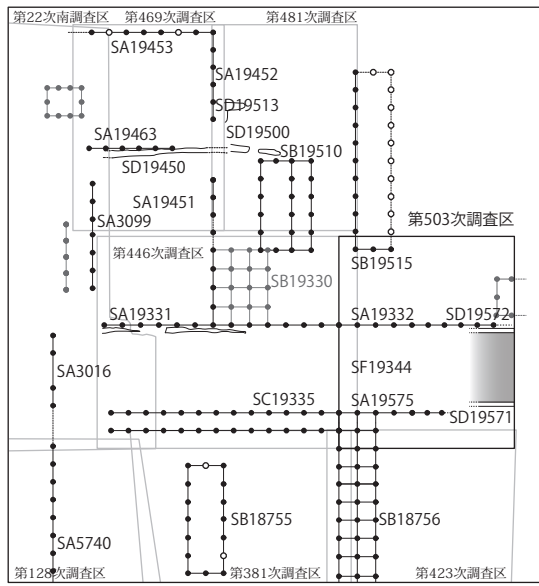 第22次南調査区
第469次調査区
第481次調査区
SA19453
SA19452
SD19513
SA19463
SD19500
SB19510
SD19450
SA19451
SA3099
第503次調査区
第446次調査区
SB19515
SB19330
SA19331
SA19332
SD19572
SA3016
SF19344
SC19335
SA19575
SD19571
SB18755
SB18756
SA5740
第128次調査区
第381次調査区
第423次調査区